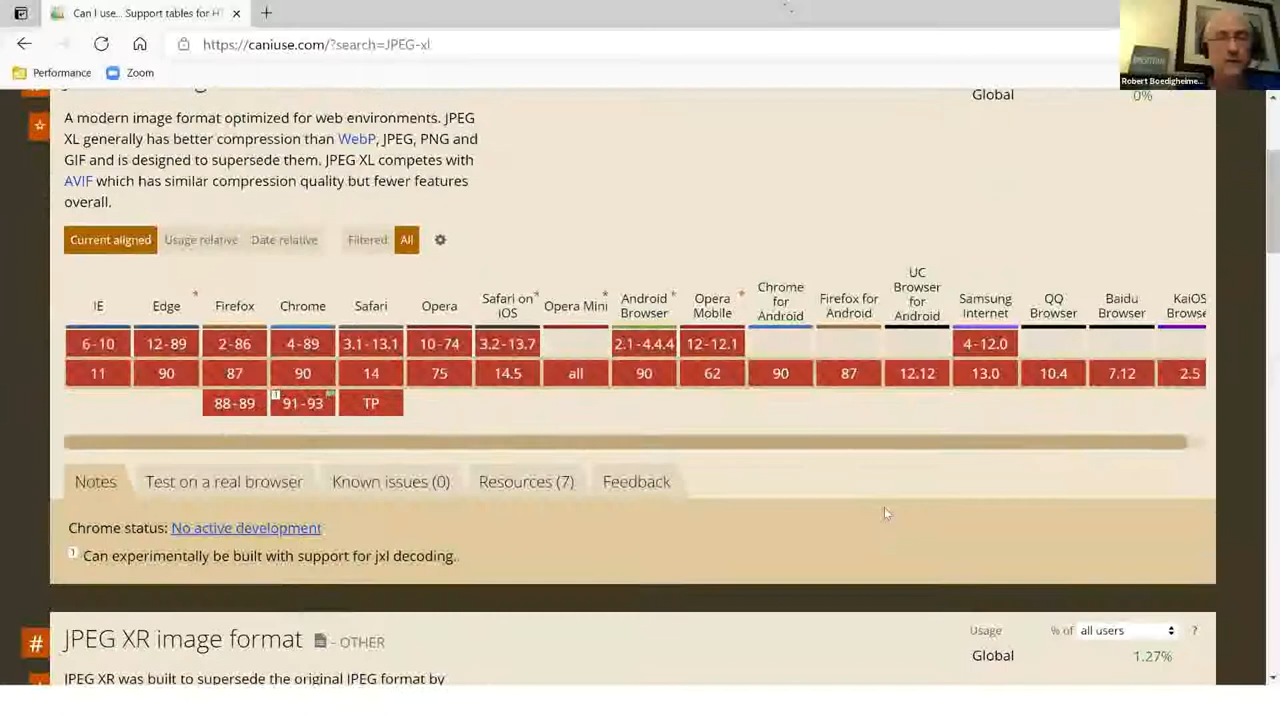 Can I use... Support tables for H
https://caniuse.com/?search=JPEG-xl
Performance
Zoom
Robert Boedigheime...
Global
0%
A modern image format optimized for web environments. JPEG
XL generally has better compression than WebP, JPEG, PNG and
GIF and is designed to supersede them. JPEG XL competes with
AVIF which has similar compression quality but fewer features
overall.
Current aligned Usage relative Date relative Filtered All
IE Edge * Firefox Chrome Safari Opera Safari on iOS * Opera Mini * Android Browser * Opera Mobile * Chrome for Android Firefox for Android UC Browser for Android Samsung Internet QQ Browser Baidu Browser KaiOS Browse
6-10 12-89 2-86 4-89 3.1-13.1 10-74 3.2-13.7 2.1-4.4.4 12-12.1 4-12.0
11 90 87 90 14 75 14.5 all 90 62 90 87 12.12 13.0 10.4 7.12 2.5
88-89 1 91-93 TP
Notes Test on a real browser Known issues (0) Resources (7) Feedback
Chrome status: No active development
1 Can experimentally be built with support for jxl decoding.
# JPEG XR image format - OTHER
Usage % of all users ?
Global 1.27%
JPEG XR was built to supersede the original JPEG format by